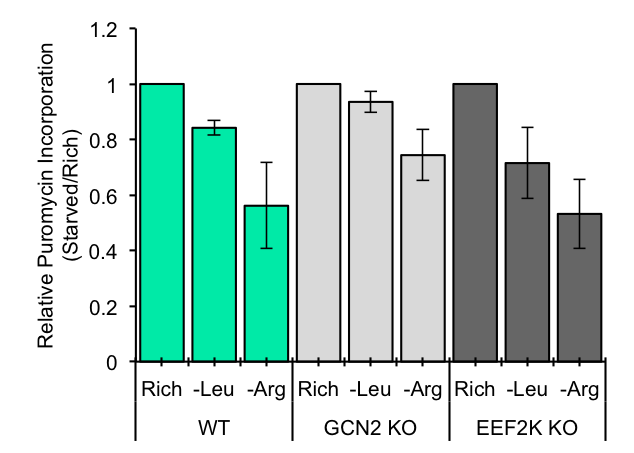 Relative Puromycin Incorporation
(Starved/Rich)
1.2
1
0.8
0.6
0.4
0.2
0
Rich -Leu -Arg Rich -Leu -Arg Rich -Leu -Arg
WT GCN2 KO EEF2K KO